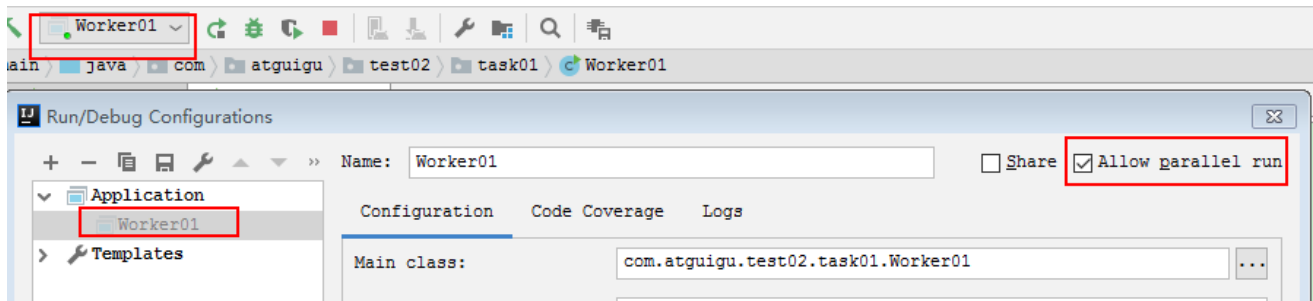 Worker01
ain java com atguigu test02 task01 Worker01
Run/Debug Configurations
Name: Worker01 Share Allow parallel run
Application
Worker01
Templates
Configuration Code Coverage Logs
Main class: com.atguigu.test02.task01.Worker01 ...